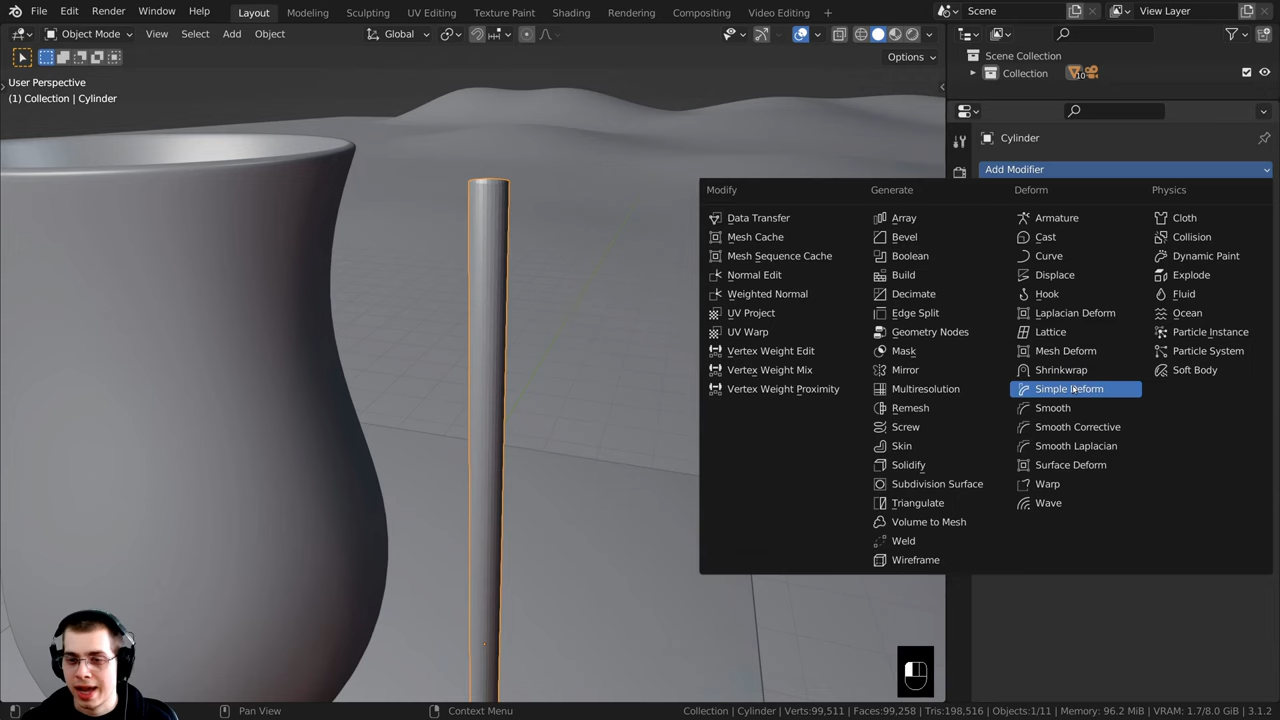 File Edit Render Window Help Layout Modeling Sculpting UV Editing Texture Paint Shading Rendering Compositing Video Editing + Scene View Layer
Object Mode View Select Add Object Global
Options
User Perspective
(1) Collection | Cylinder
Scene Collection
Collection 10
Cylinder
Add Modifier
Modify
Data Transfer
Mesh Cache
Mesh Sequence Cache
Normal Edit
Weighted Normal
UV Project
UV Warp
Vertex Weight Edit
Vertex Weight Mix
Vertex Weight Proximity
Generate
Array
Bevel
Boolean
Build
Decimate
Edge Split
Geometry Nodes
Mask
Mirror
Multiresolution
Remesh
Screw
Skin
Solidify
Subdivision Surface
Triangulate
Volume to Mesh
Weld
Wireframe
Deform
Armature
Cast
Curve
Displace
Hook
Laplacian Deform
Lattice
Mesh Deform
Shrinkwrap
Simple Deform
Smooth
Smooth Corrective
Smooth Laplacian
Surface Deform
Warp
Wave
Physics
Cloth
Collision
Dynamic Paint
Explode
Fluid
Ocean
Particle Instance
Particle System
Soft Body
Pan View Context Menu Collection | Cylinder | Verts:99,511 | Faces:99,258 | Tris:198,516 | Objects:1/11 | Memory: 96.2 MiB | VRAM: 1.7/8.0 GiB | 3.1.2